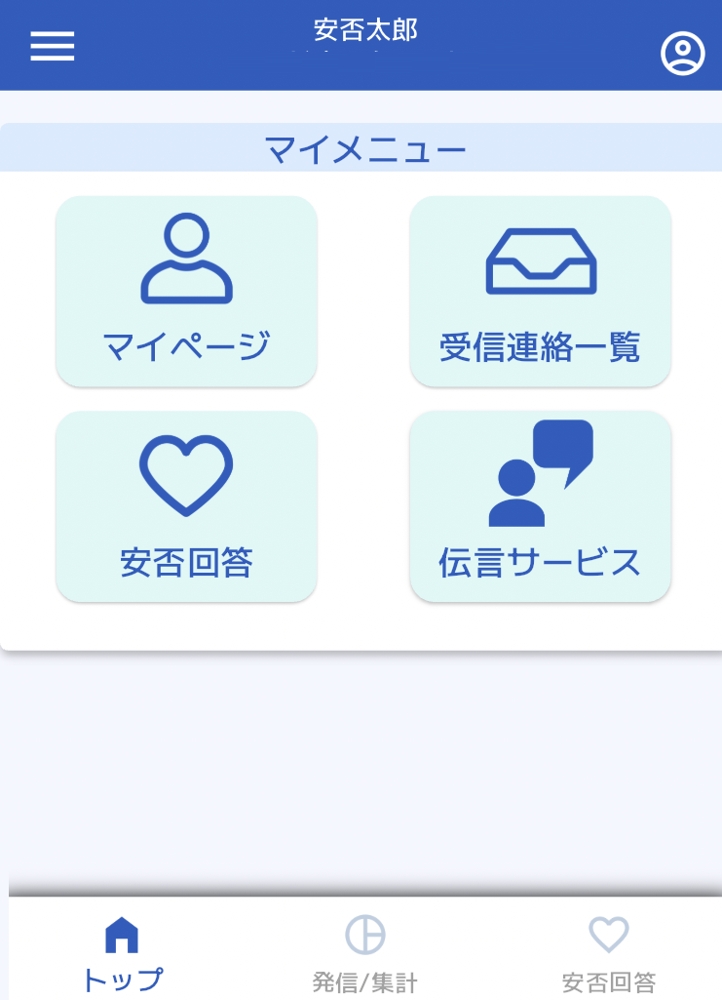 安否太郎
マイメニュー
マイページ
受信連絡一覧
安否回答
伝言サービス
トップ
発信/集計
安否回答